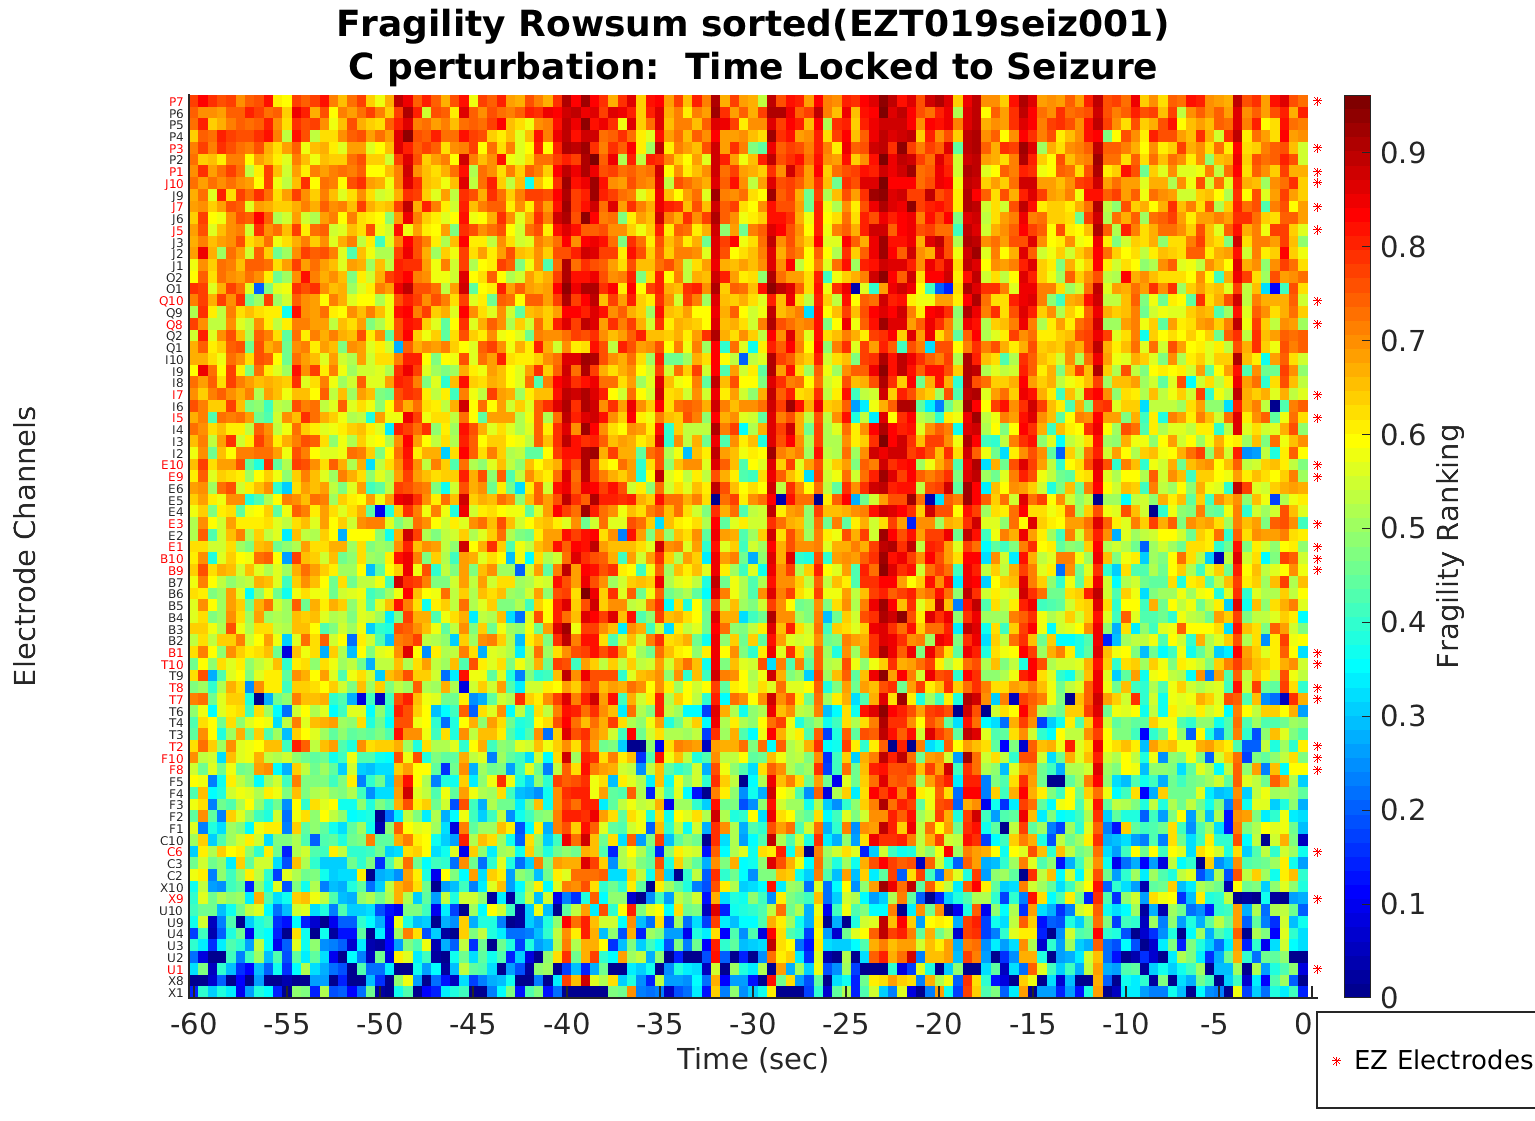 Fragility Rowsum sorted(EZT019seiz001)
C perturbation:  Time Locked to Seizure
Electrode Channels
P7
P6
P5
P4
P3
P2
P1
J10
J9
J7
J6
J5
J3
J2
J1
O2
O1
Q10
Q9
Q8
Q2
Q1
I10
I9
I8
I7
I6
I5
I4
I3
I2
E10
E9
E6
E5
E4
E3
E2
E1
B10
B9
B7
B6
B5
B4
B3
B2
B1
T10
T9
T8
T7
T6
T4
T3
T2
F10
F8
F5
F4
F3
F2
F1
C10
C6
C3
C2
X10
X9
U10
U9
U4
U3
U2
U1
X8
X1
-60 -55 -50 -45 -40 -35 -30 -25 -20 -15 -10 -5 0
Time (sec)
0.9
0.8
0.7
0.6
0.5
0.4
0.3
0.2
0.1
0
Fragility Ranking
EZ Electrodes